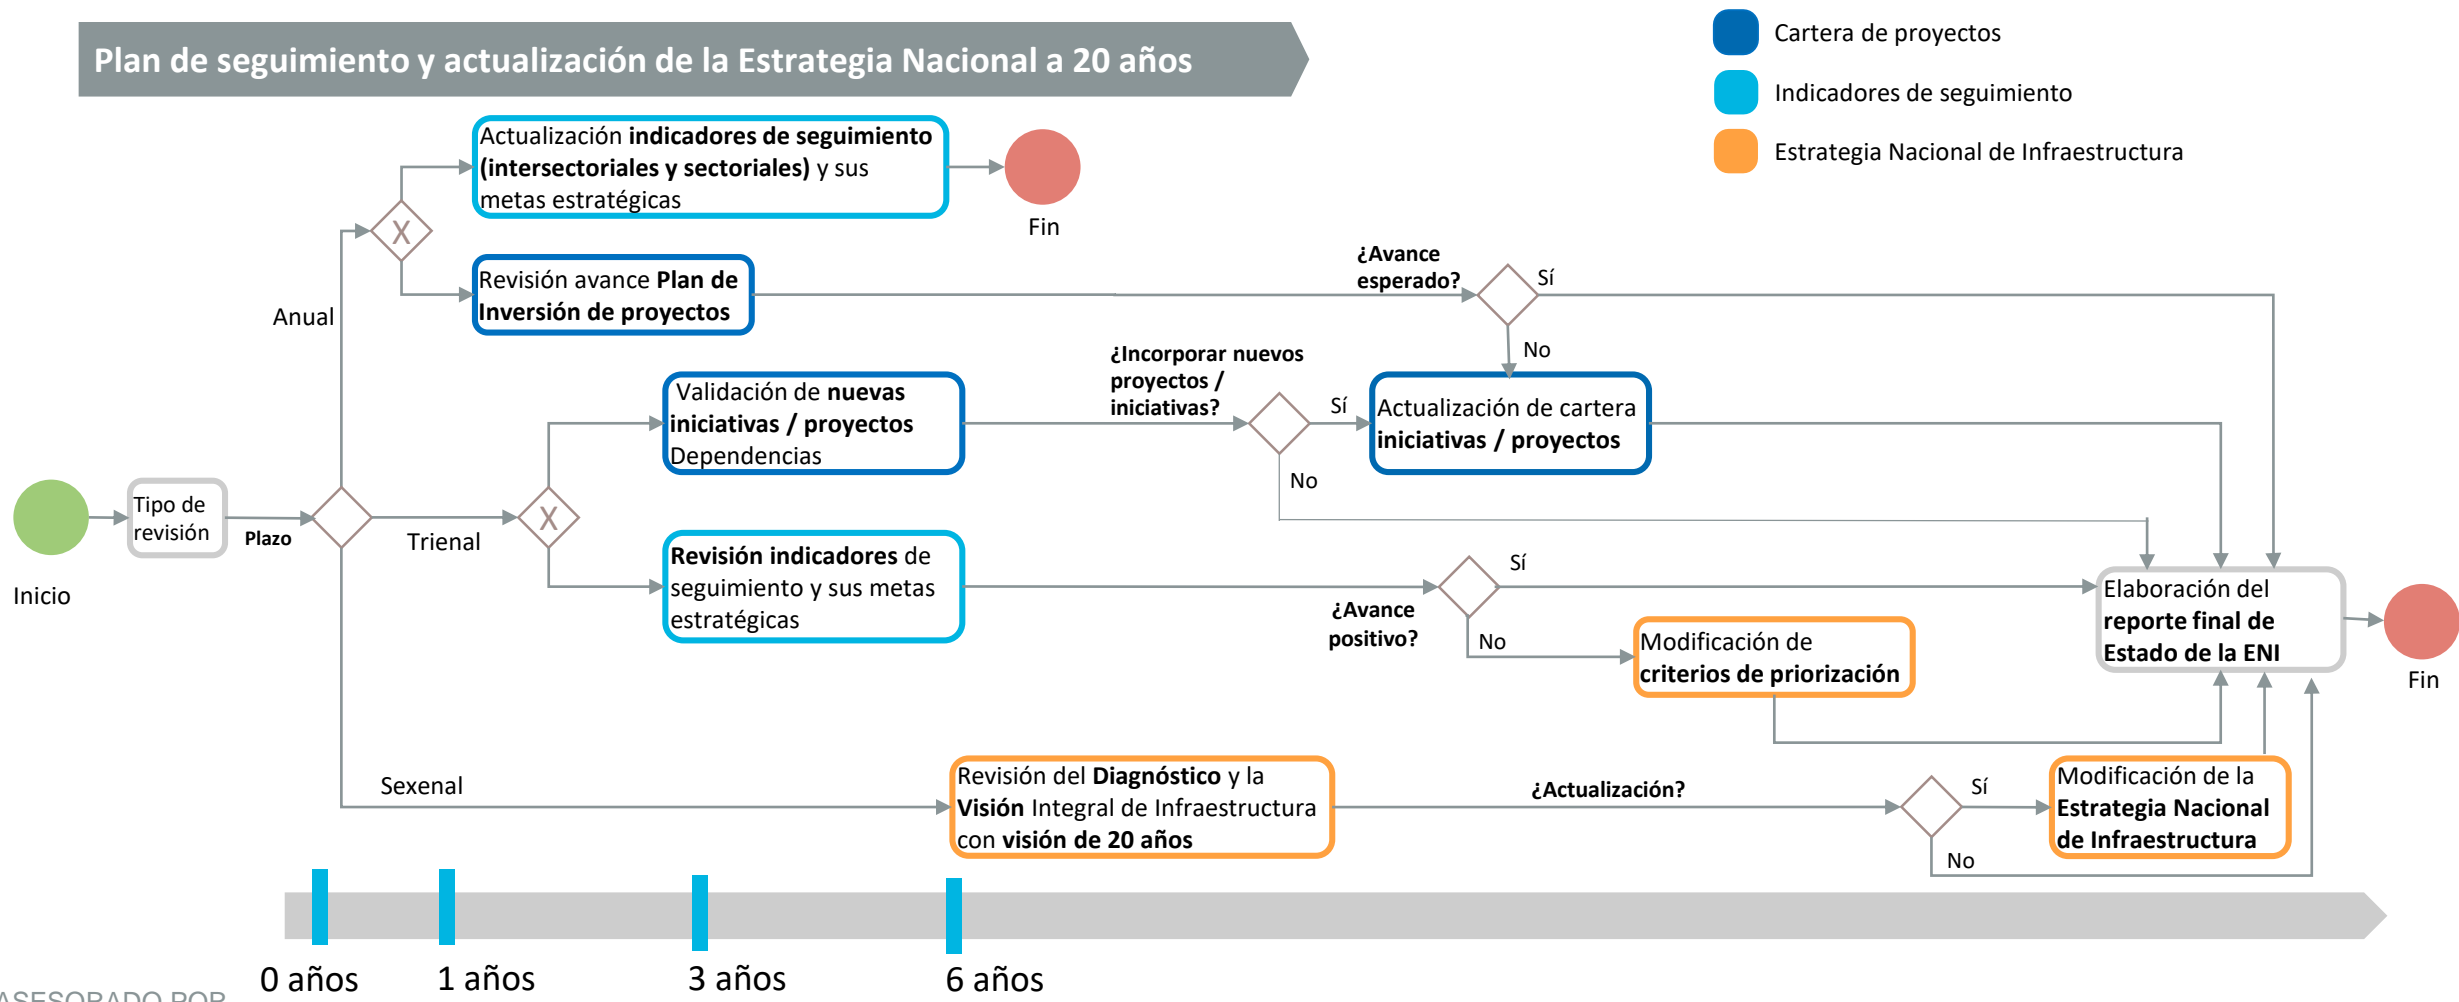 Plan de seguimiento y actualización de la Estrategia Nacional a 20 años
Cartera de proyectos
Indicadores de seguimiento
Estrategia Nacional de Infraestructura
Actualización indicadores de seguimiento
(intersectoriales y sectoriales) y sus
metas estratégicas
Fin
X
Revisión avance Plan de
Inversión de proyectos
¿Avance
esperado?
Sí
No
Anual
¿Incorporar nuevos
proyectos /
iniciativas?
Validación de nuevas
iniciativas / proyectos
Dependencias
Sí
No
Actualización de cartera
iniciativas / proyectos
Inicio
Tipo de
revisión
Plazo
Trienal
X
Revisión indicadores de
seguimiento y sus metas
estratégicas
¿Avance
positivo?
Sí
No
Modificación de
criterios de priorización
Elaboración del
reporte final de
Estado de la ENI
Fin
Sexenal
Revisión del Diagnóstico y la
Visión Integral de Infraestructura
con visión de 20 años
¿Actualización?
Sí
No
Modificación de la
Estrategia Nacional
de Infraestructura
0 años
1 años
3 años
6 años
ASESORADO POR